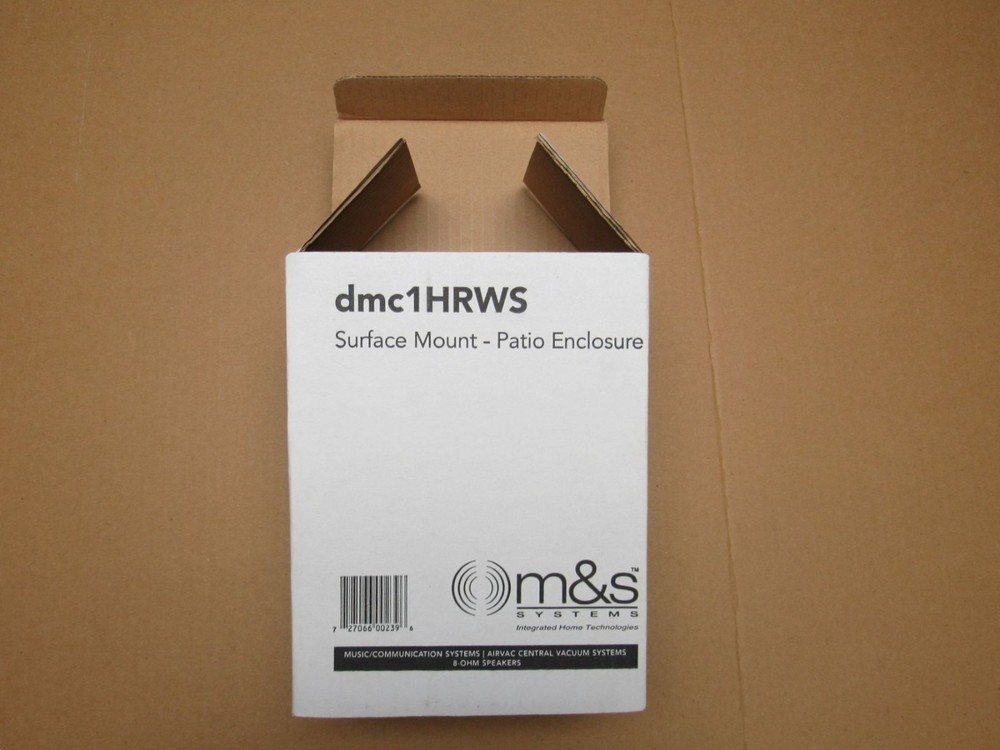 dmc1HRWS
Surface Mount - Patio Enclosure
m&s™
SYSTEMS
Integrated Home Technologies
7 27066 00239 6
MUSIC/COMMUNICATION SYSTEMS | AIRVAC CENTRAL VACUUM SYSTEMS
8-OHM SPEAKERS